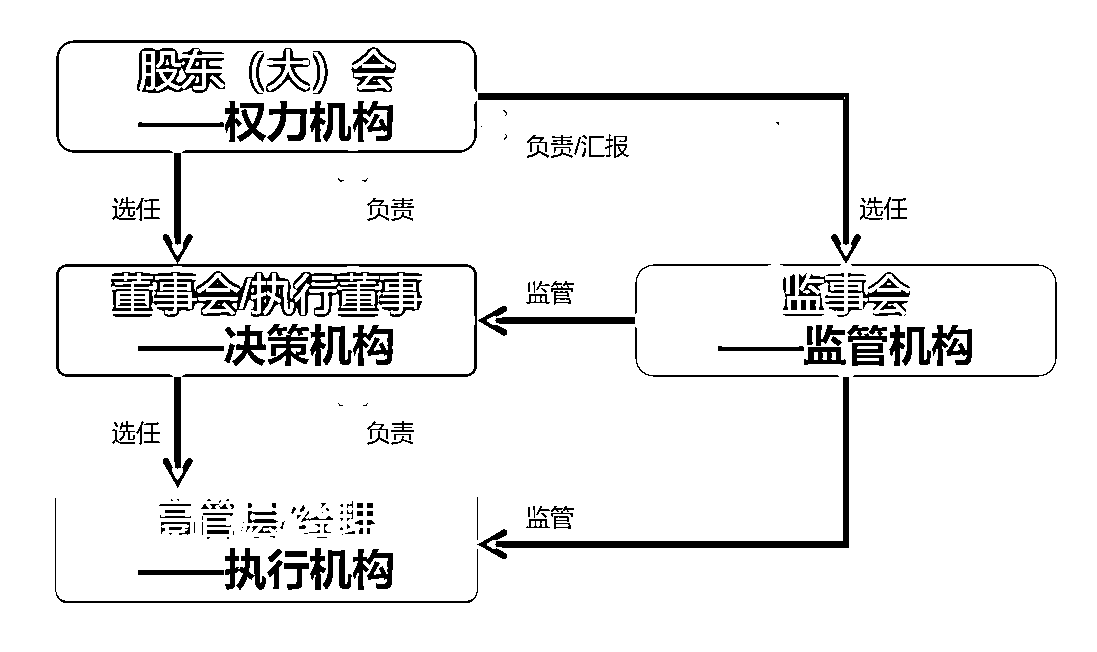 股东（大）会
——权力机构
负责/汇报
选任
负责
选任
董事会/执行董事
——决策机构
监管
监事会
——监管机构
选任
负责
高管层/经理
——执行机构
监管